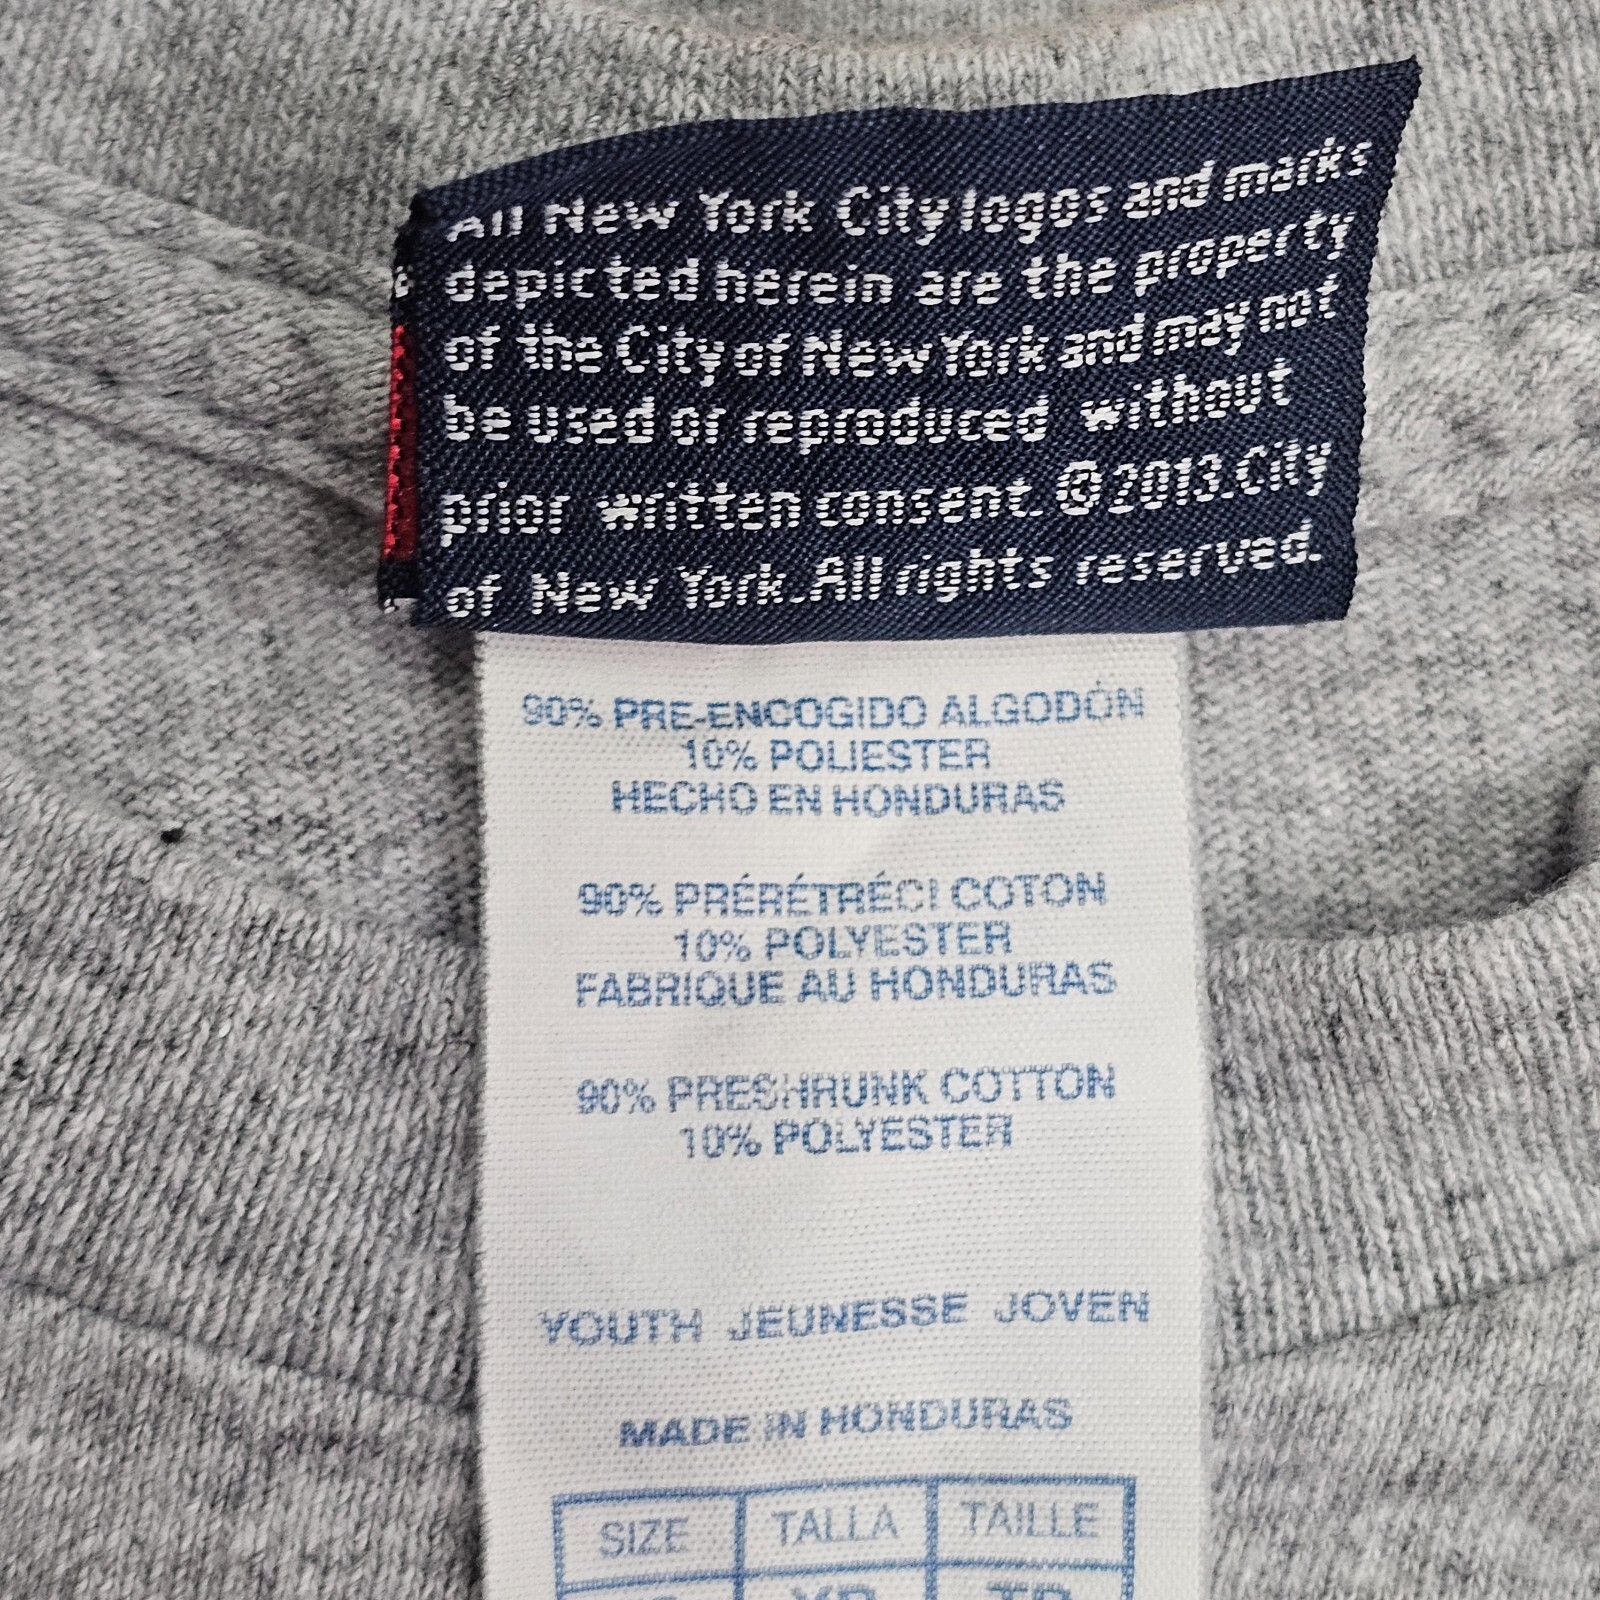 All New York City logos and marks
depicted herein are the property
of the City of New York and may not
be used or reproduced without
prior written consent. ©2013. City
of New York. All rights reserved.
90% PRE-ENCOGIDO ALGODÓN
10% POLIESTER
HECHO EN HONDURAS
90% PRÉRÉTRÉCI COTON
10% POLYESTER
FABRIQUE AU HONDURAS
90% PRESHRUNK COTTON
10% POLYESTER
YOUTH JEUNESSE JOVEN
MADE IN HONDURAS
SIZE TALLA TAILLE